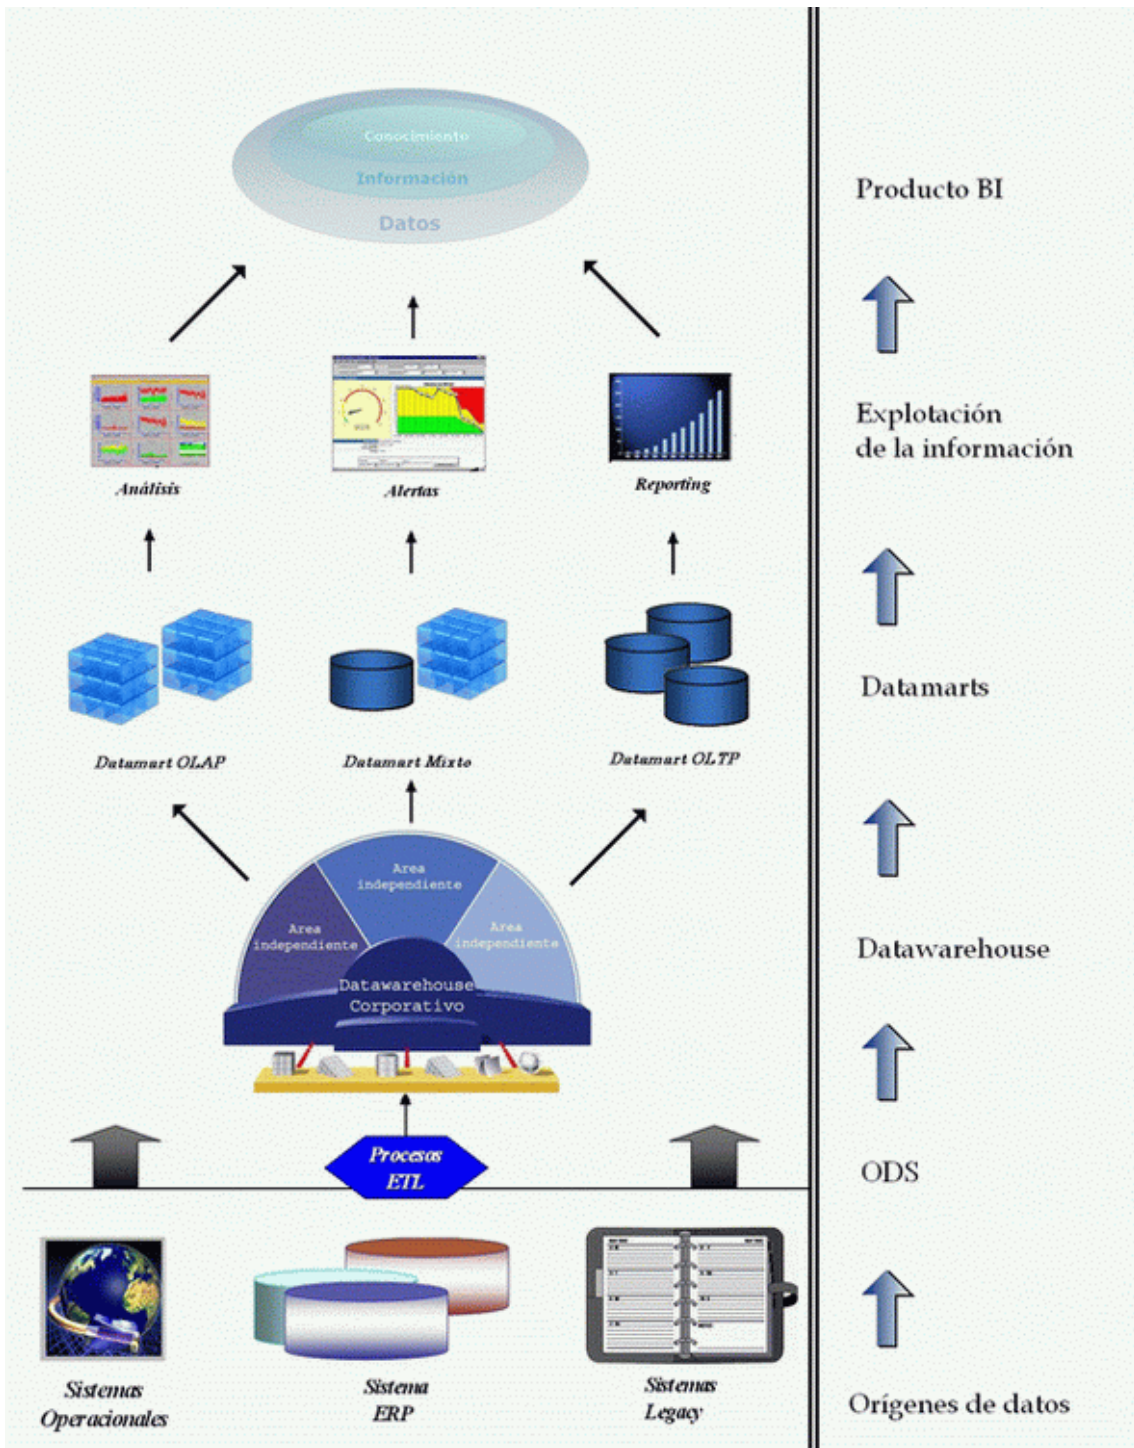 Conocimiento
Información
Datos
Producto BI
Análisis
Alertas
Reporting
Explotación
de la información
Datamart OLAP
Datamart Mixto
Datamart OLTP
Datamarts
Area
independiente
Area
independiente
Area
independiente
Datawarehouse
Corporativo
Datawarehouse
Procesos
ETL
ODS
Sistemas
Operacionales
Sistema
ERP
Sistemas
Legacy
Orígenes de datos